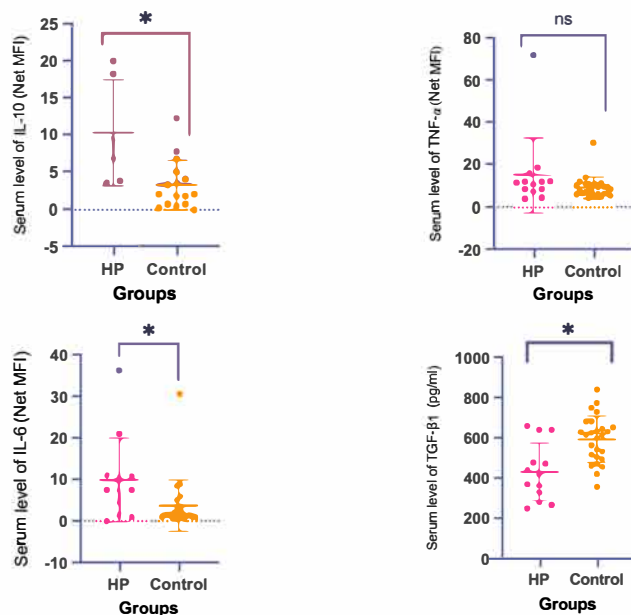 Serum level of IL-10 (Net MFI)
25
20
15
10
5
0
-5
*
HP Control
Groups
Serum level of TNF-α (Net MFI)
80
60
40
20
0
-20
ns
HP Control
Groups
Serum level of IL-6 (Net MFI)
40
30
20
10
0
-10
*
HP Control
Groups
Serum level of TGF-β1 (pg/ml)
1000
800
600
400
200
0
*
HP Control
Groups